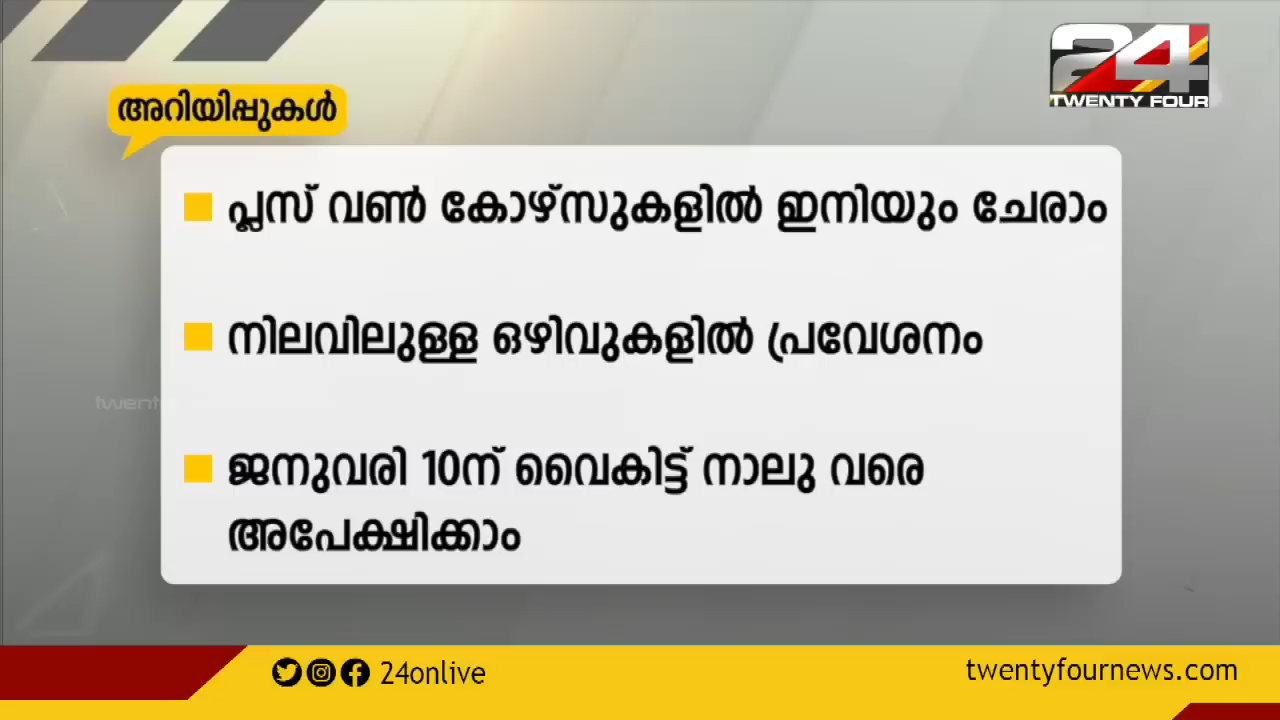 24
TWENTY FOUR
അറിയിപ്പുകൾ
പ്ലസ് വൺ കോഴ്സുകളിൽ ഇനിയും ചേരാം
നിലവിലുള്ള ഒഴിവുകളിൽ പ്രവേശനം
twenty
ജനുവരി 10ന് വൈകിട്ട് നാലു വരെ
അപേക്ഷിക്കാം
24onlive
twentyfournews.com